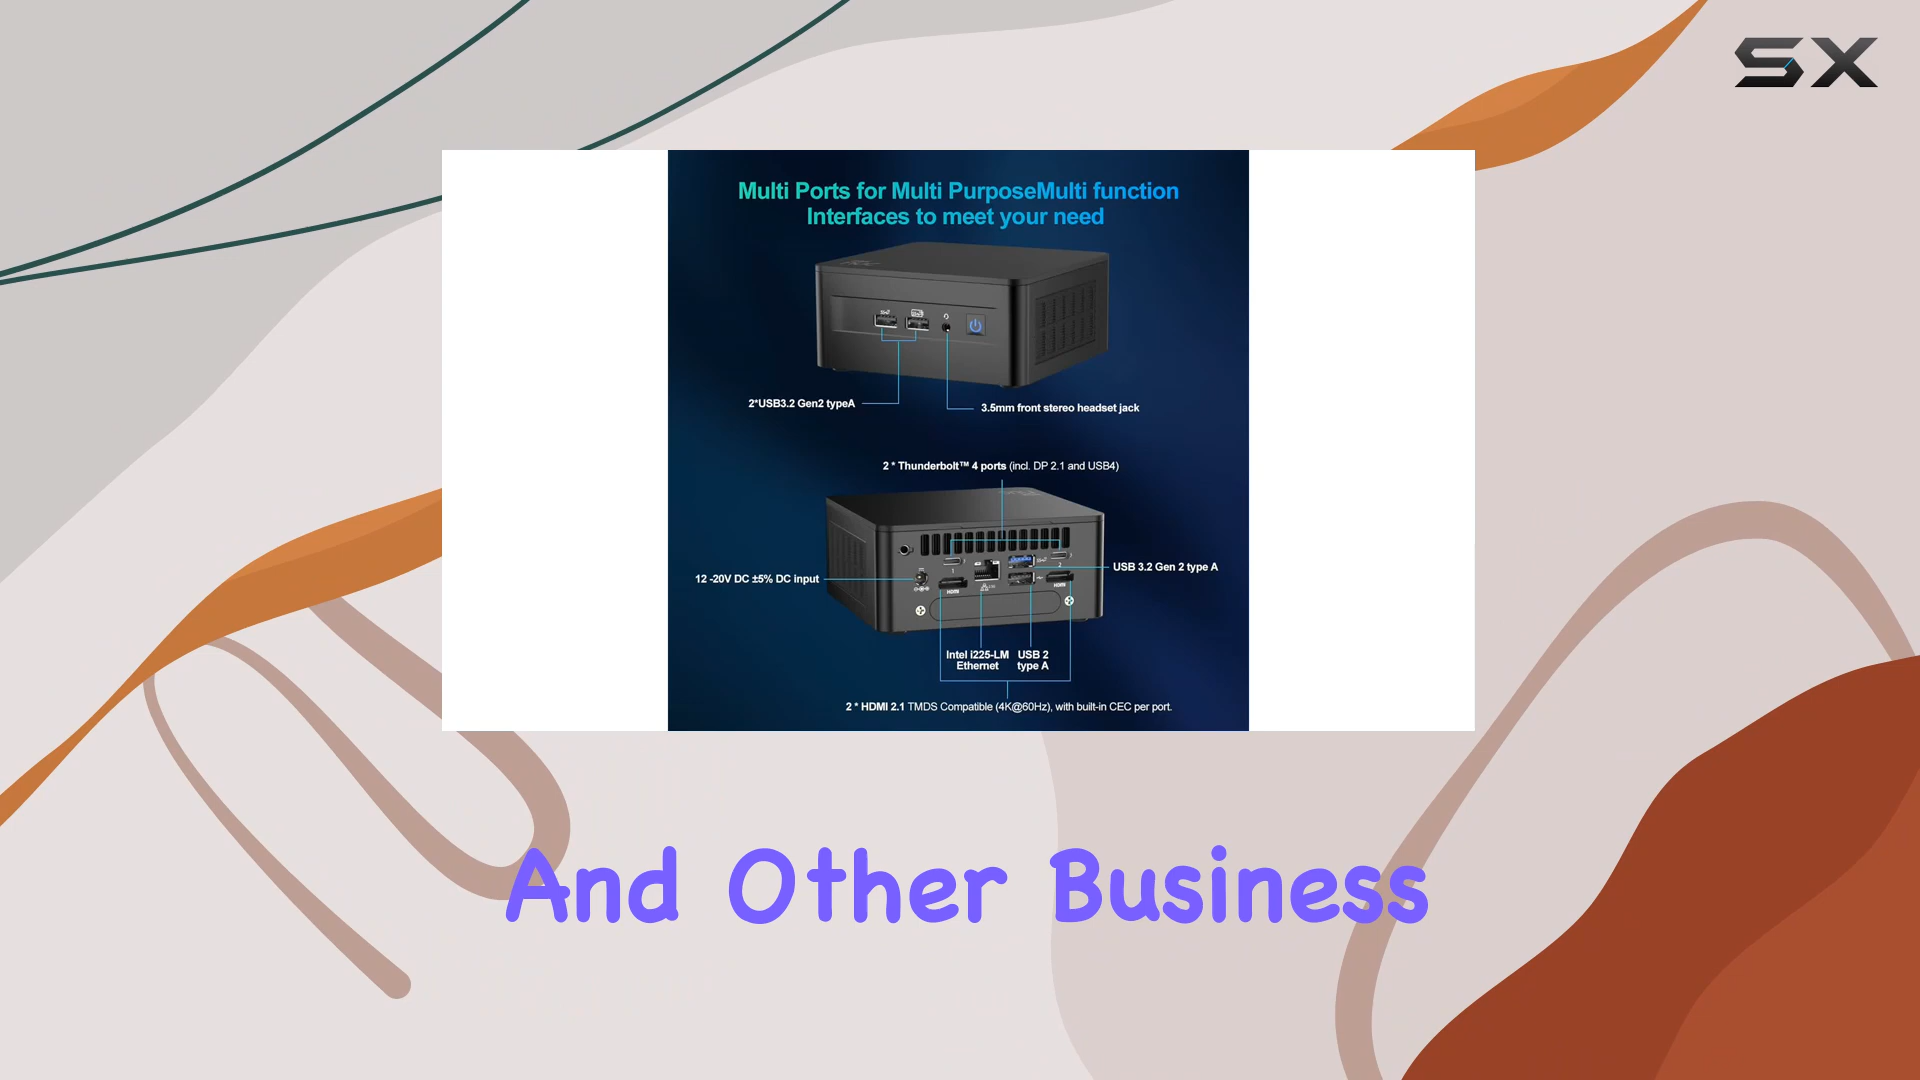 SX
Multi Ports for Multi PurposeMulti function
Interfaces to meet your need
2*USB3.2 Gen2 typeA
3.5mm front stereo headset jack
2 * Thunderbolt™ 4 ports (incl. DP 2.1 and USB4)
12 -20V DC ±5% DC input
USB 3.2 Gen 2 type A
HDMI
HDMI
Intel i225-LM
Ethernet
USB 2
type A
2 * HDMI 2.1 TMDS Compatible (4K@60Hz), with built-in CEC per port.
And Other Business